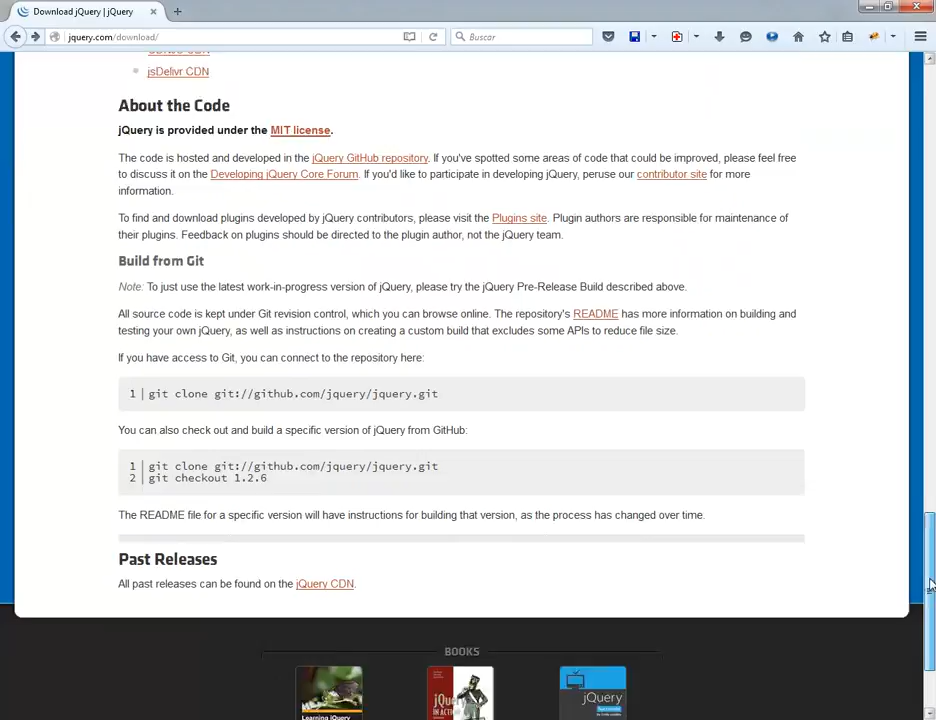 Download jQuery | jQuery
jquery.com/download/
Buscar
jsDelivr CDN
About the Code
jQuery is provided under the MIT license.
The code is hosted and developed in the jQuery GitHub repository. If you've spotted some areas of code that could be improved, please feel free
to discuss it on the Developing jQuery Core Forum. If you'd like to participate in developing jQuery, peruse our contributor site for more
information.
To find and download plugins developed by jQuery contributors, please visit the Plugins site. Plugin authors are responsible for maintenance of
their plugins. Feedback on plugins should be directed to the plugin author, not the jQuery team.
Build from Git
Note: To just use the latest work-in-progress version of jQuery, please try the jQuery Pre-Release Build described above.
All source code is kept under Git revision control, which you can browse online. The repository's README has more information on building and
testing your own jQuery, as well as instructions on creating a custom build that excludes some APIs to reduce file size.
If you have access to Git, you can connect to the repository here:
1 git clone git://github.com/jquery/jquery.git
You can also check out and build a specific version of jQuery from GitHub:
1 git clone git://github.com/jquery/jquery.git
2 git checkout 1.2.6
The README file for a specific version will have instructions for building that version, as the process has changed over time.
Past Releases
All past releases can be found on the jQuery CDN.
BOOKS
Learning jQuery
jQuery
IN ACTION
jQuery